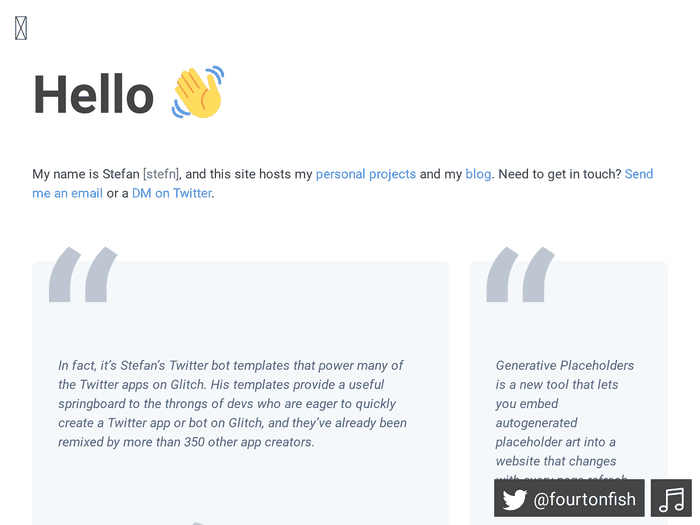 Hello 👋
My name is Stefan [stefn], and this site hosts my personal projects and my blog. Need to get in touch? Send
me an email or a DM on Twitter.
“
In fact, it’s Stefan’s Twitter bot templates that power many of
the Twitter apps on Glitch. His templates provide a useful
springboard to the throngs of devs who are eager to quickly
create a Twitter app or bot on Glitch, and they’ve already been
remixed by more than 350 other app creators.
“
Generative Placeholders
is a new tool that lets
you embed
autogenerated
placeholder art into a
website that changes
with every page refresh
@fourtonfish